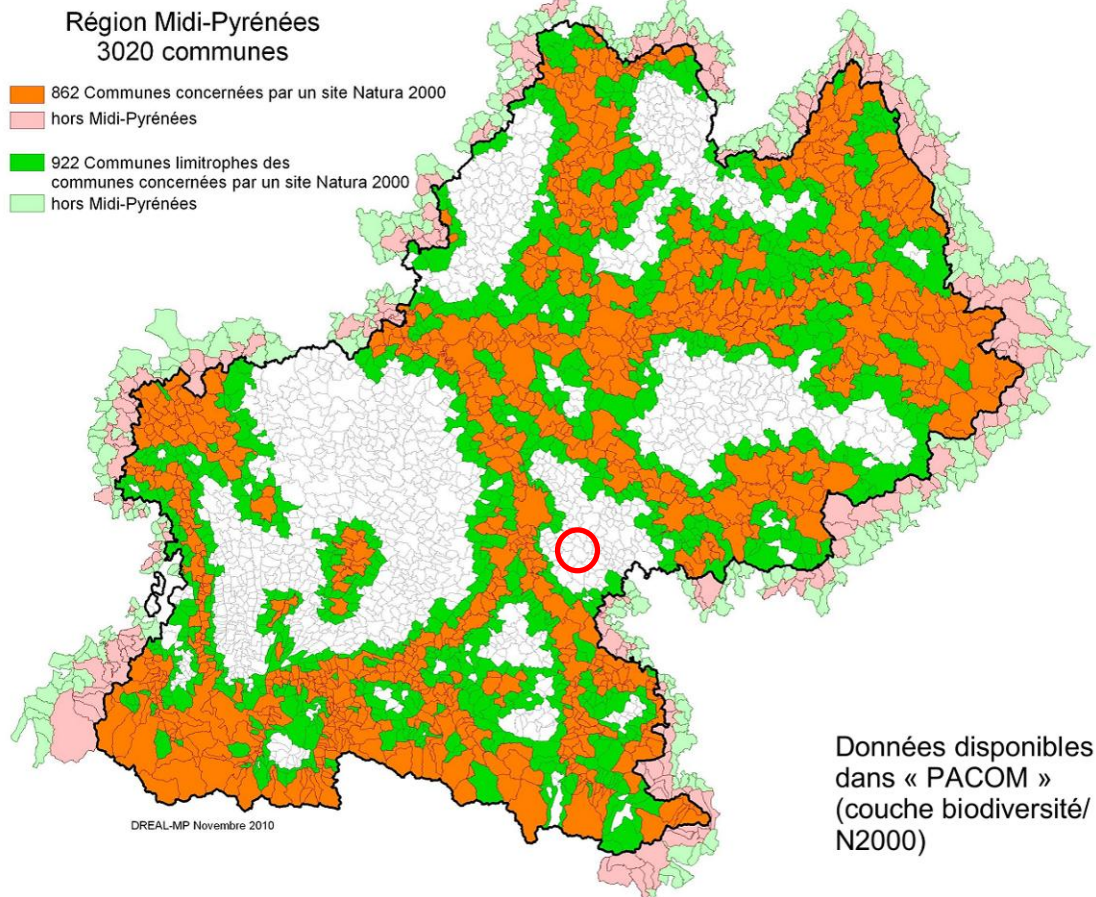 Région Midi-Pyrénées
3020 communes
862 Communes concernées par un site Natura 2000
hors Midi-Pyrénées
922 Communes limitrophes des
communes concernées par un site Natura 2000
hors Midi-Pyrénées
DREAL-MP Novembre 2010
Données disponibles
dans « PACOM »
(couche biodiversité/
N2000)